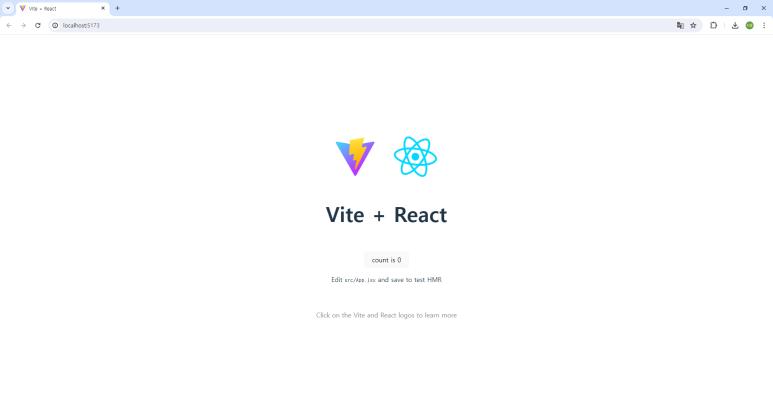 Vite + React
localhost:5173
Vite + React
count is 0
Edit src/App.jsx and save to test HMR
Click on the Vite and React logos to learn more